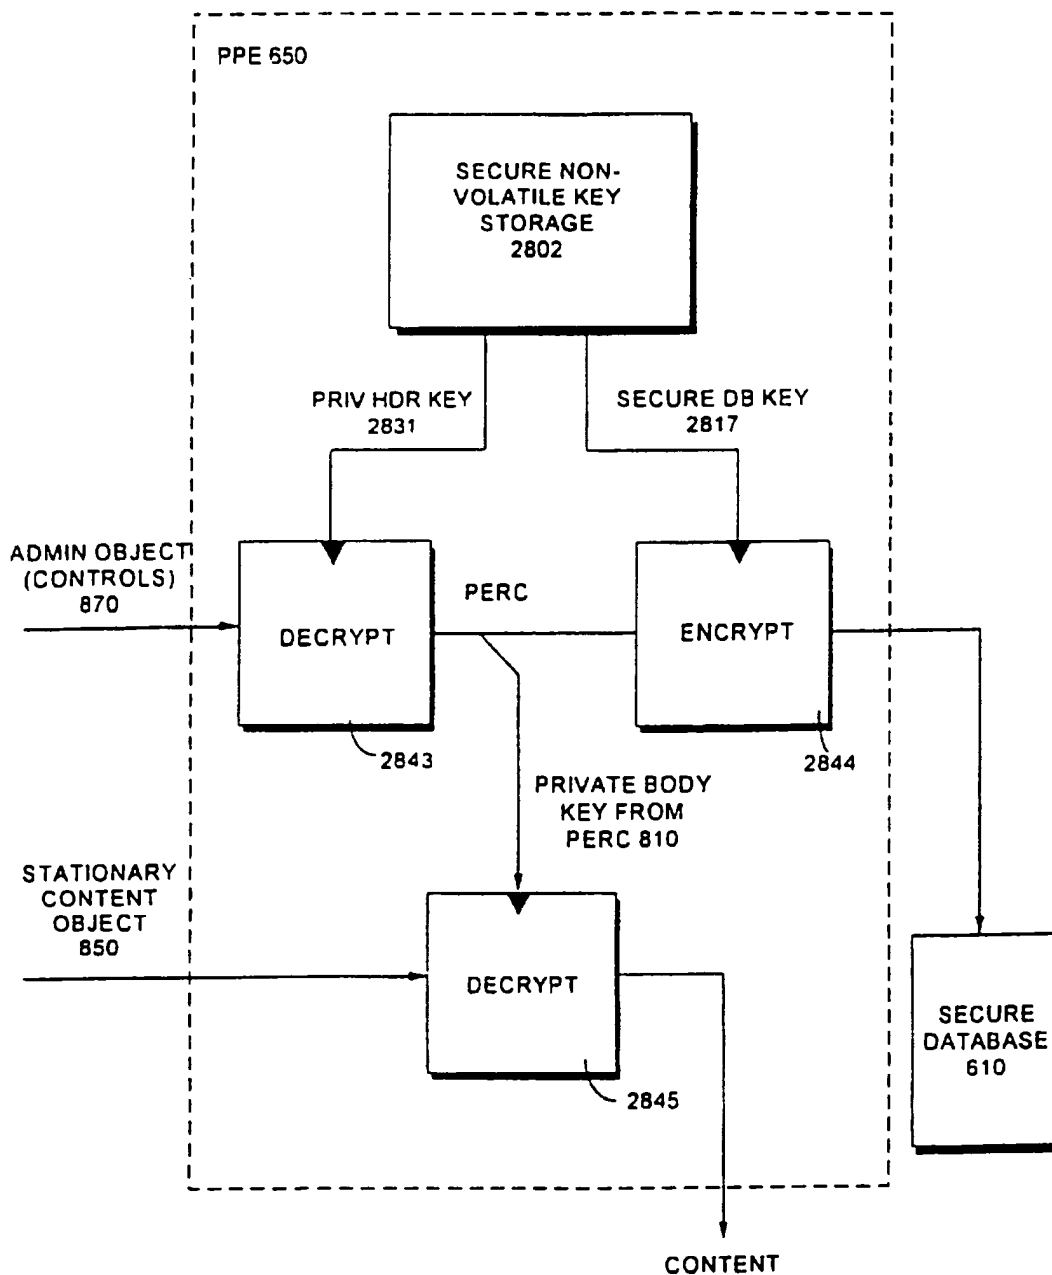 PPE 650
SECURE NON-
VOLATILE KEY
STORAGE
2802
PRIV HDR KEY
2831
SECURE DB KEY
2817
ADMIN OBJECT
(CONTROLS)
870
DECRYPT
PERC
ENCRYPT
2843
2844
PRIVATE BODY
KEY FROM
PERC 810
STATIONARY
CONTENT
OBJECT
850
DECRYPT
2845
SECURE
DATABASE
610
CONTENT